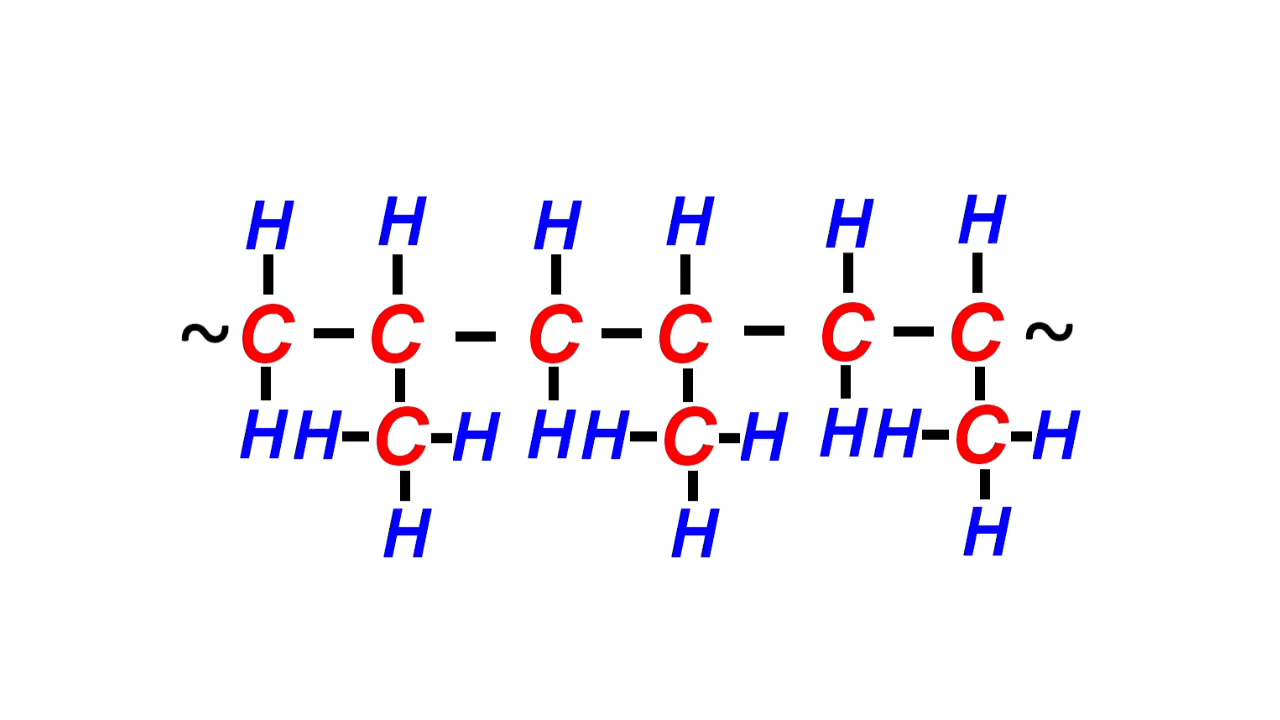 H H H H H H
~ C – C – C – C – C – C ~
H H – C – H H H – C – H H H – C – H
H H H